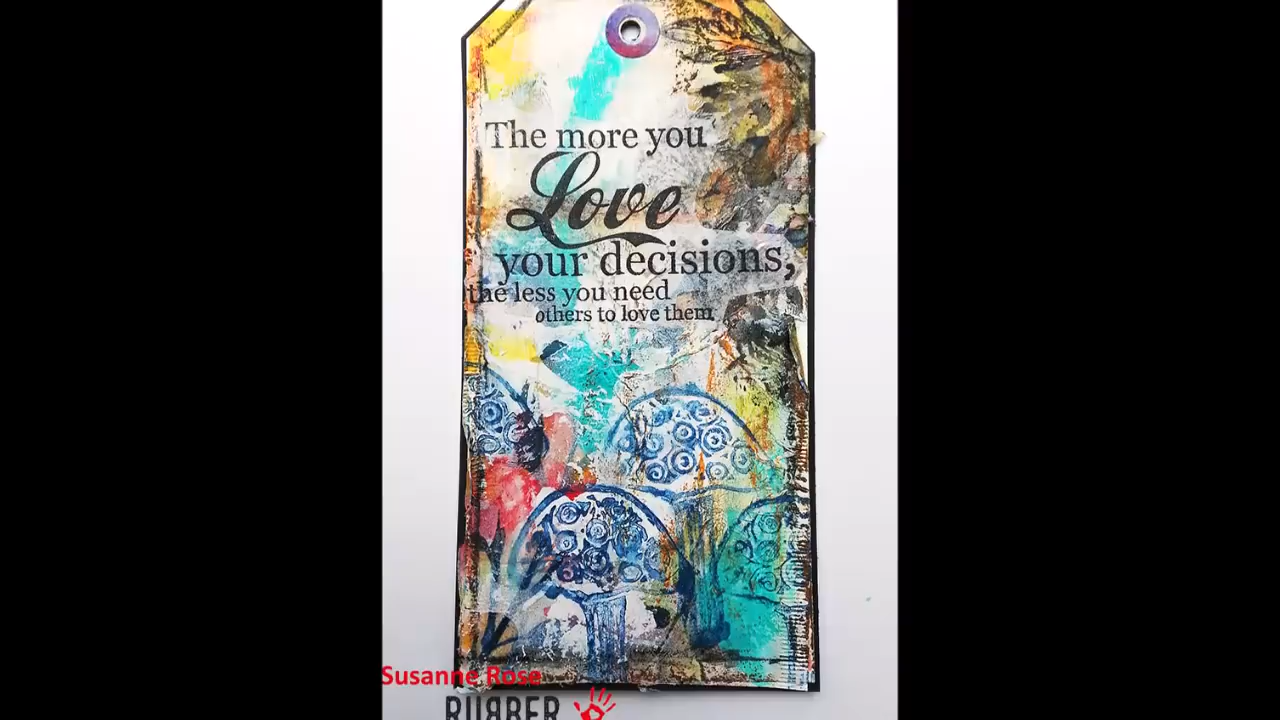 The more you
Love
your decisions,
the less you need
others to love them.
Susanne Rose
RUBBER